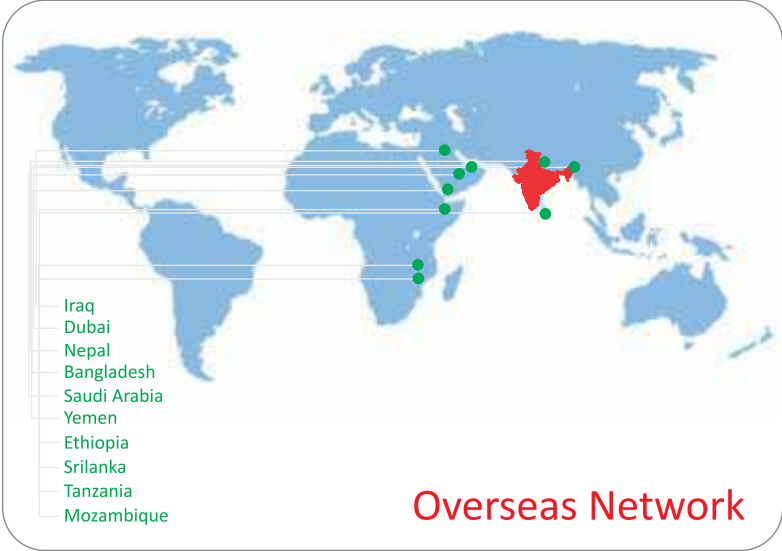 Iraq
Dubai
Nepal
Bangladesh
Saudi Arabia
Yemen
Ethiopia
Srilanka
Tanzania
Mozambique
Overseas Network